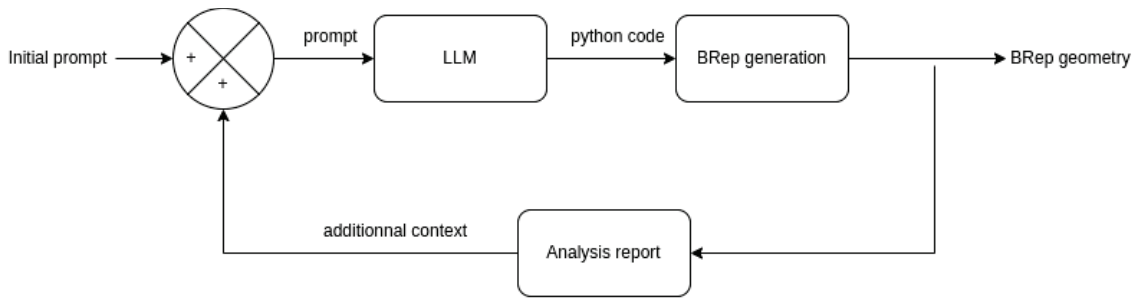 Initial prompt
+
+
prompt
LLM
python code
BRep generation
BRep geometry
additionnal context
Analysis report